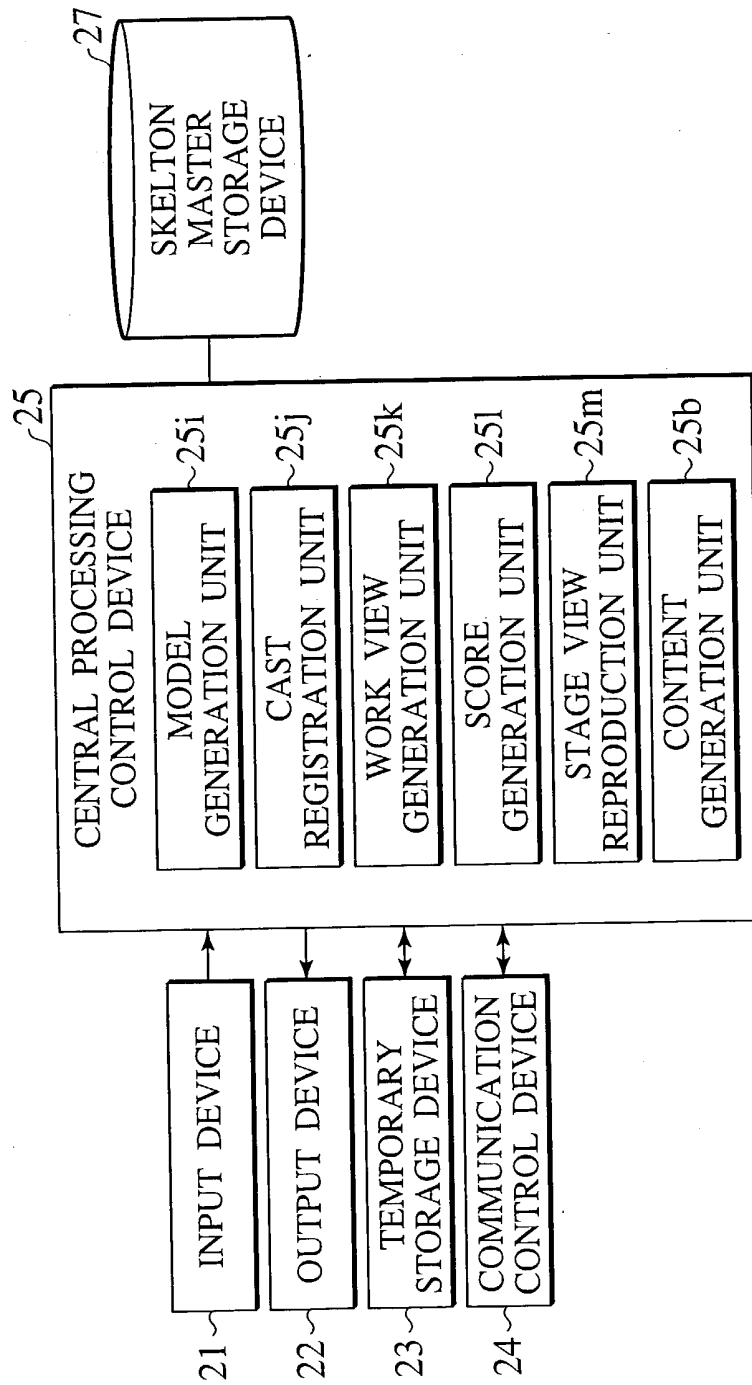 21
INPUT DEVICE
22
OUTPUT DEVICE
23
TEMPORARY
STORAGE DEVICE
24
COMMUNICATION
CONTROL DEVICE
25
CENTRAL PROCESSING
CONTROL DEVICE
MODEL
GENERATION UNIT
25i
CAST
REGISTRATION UNIT
25j
WORK VIEW
GENERATION UNIT
25k
SCORE
GENERATION UNIT
25l
STAGE VIEW
REPRODUCTION UNIT
25m
CONTENT
GENERATION UNIT
25b
27
SKELTON
MASTER
STORAGE
DEVICE